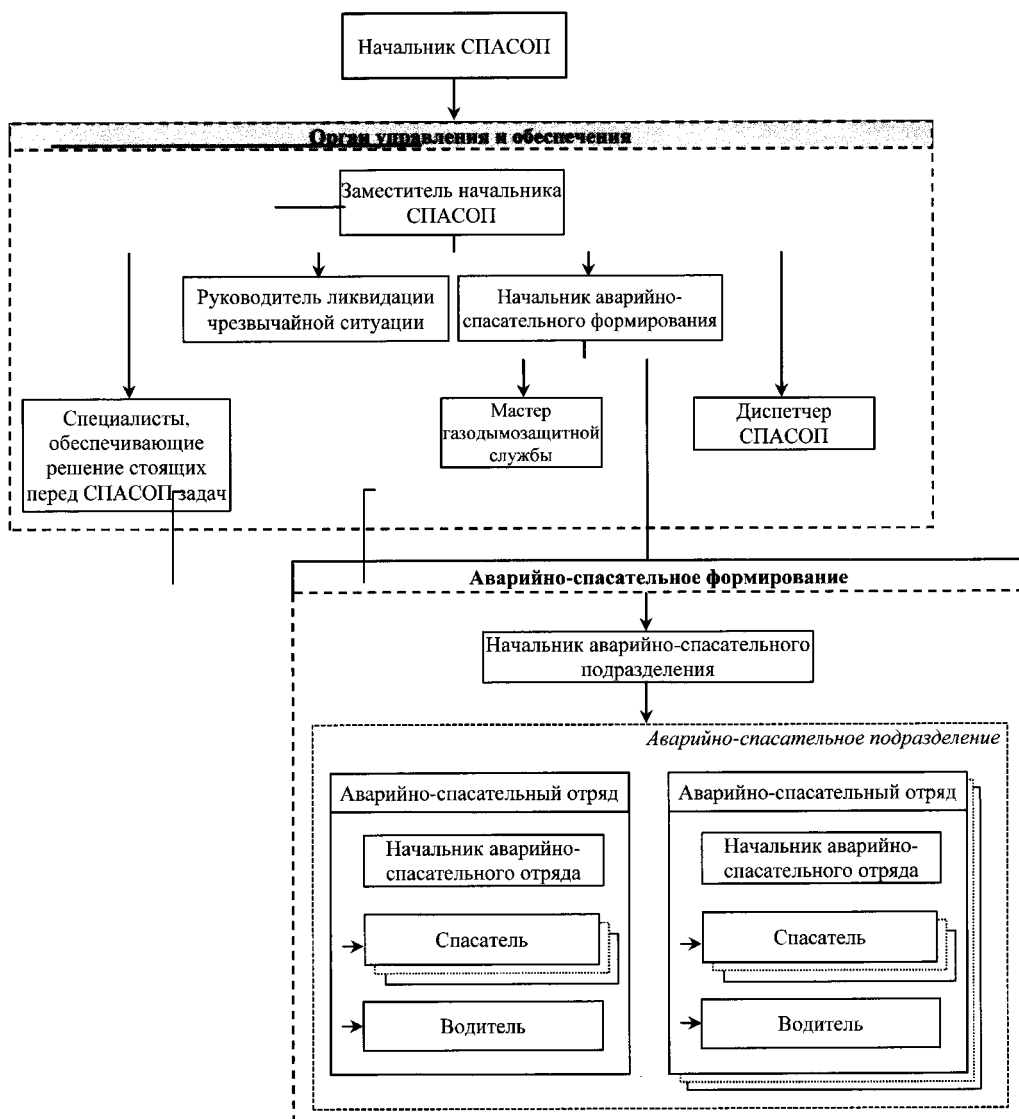 Начальник СПАСОП
Орган управления и обеспечения
Заместитель начальника
СПАСОП
Руководитель ликвидации
чрезвычайной ситуации
Начальник аварийно-
спасательного формирования
Специалисты,
обеспечивающие
решение стоящих
перед СПАСОП задач
Мастер
газодымозащитной
службы
Диспетчер
СПАСОП
Аварийно-спасательное формирование
Начальник аварийно-спасательного
подразделения
Аварийно-спасательное подразделение
Аварийно-спасательный отряд
Начальник аварийно-
спасательного отряда
Спасатель
Водитель
Аварийно-спасательный отряд
Начальник аварийно-
спасательного отряда
Спасатель
Водитель